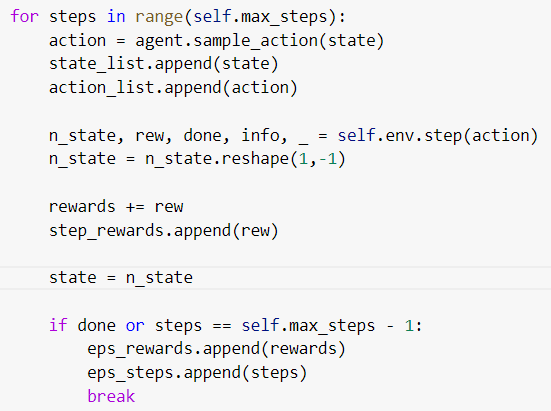 for steps in range(self.max_steps):
    action = agent.sample_action(state)
    state_list.append(state)
    action_list.append(action)
    n_state, rew, done, info, _ = self.env.step(action)
    n_state = n_state.reshape(1,-1)
    rewards += rew
    step_rewards.append(rew)
    state = n_state
    if done or steps == self.max_steps - 1:
        eps_rewards.append(rewards)
        eps_steps.append(steps)
        break